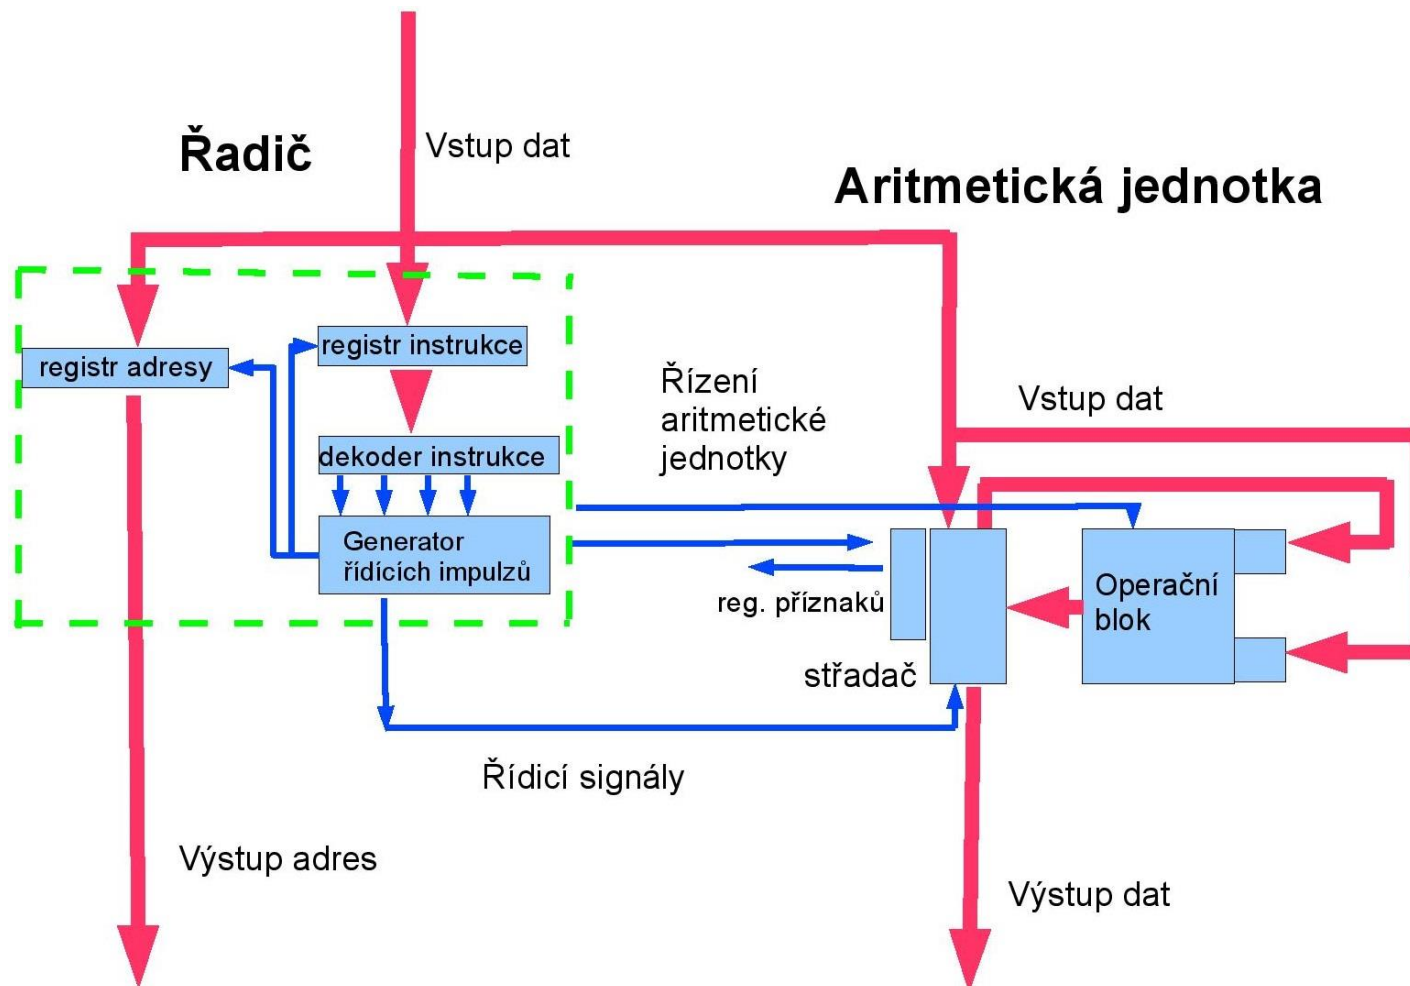 Řadič
Vstup dat
Aritmetická jednotka
registr adresy
registr instrukce
dekoder instrukce
Generator
řídících impulzů
Řízení
aritmetické
jednotky
Vstup dat
reg. příznaků
střadač
Operační
blok
Řídicí signály
Výstup adres
Výstup dat